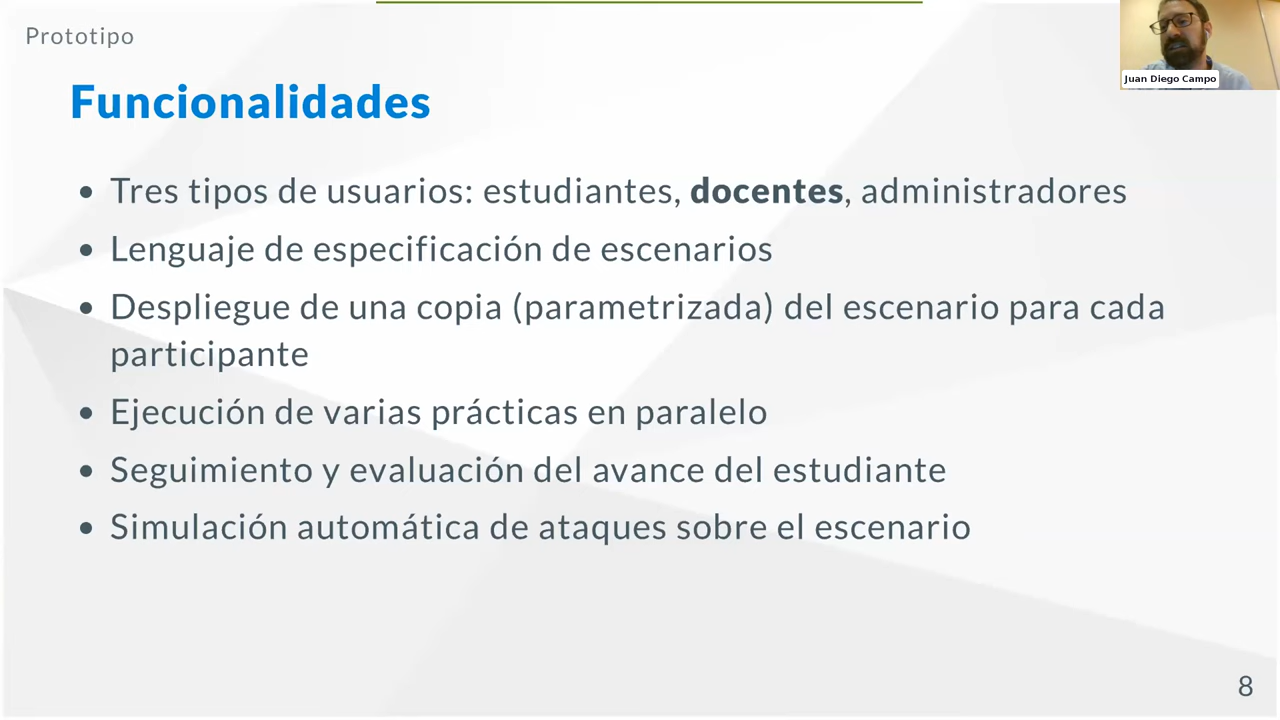 Prototipo
Juan Diego Campo
Funcionalidades
Tres tipos de usuarios: estudiantes, docentes, administradores
Lenguaje de especificación de escenarios
Despliegue de una copia (parametrizada) del escenario para cada
participante
Ejecución de varias prácticas en paralelo
Seguimiento y evaluación del avance del estudiante
Simulación automática de ataques sobre el escenario
8